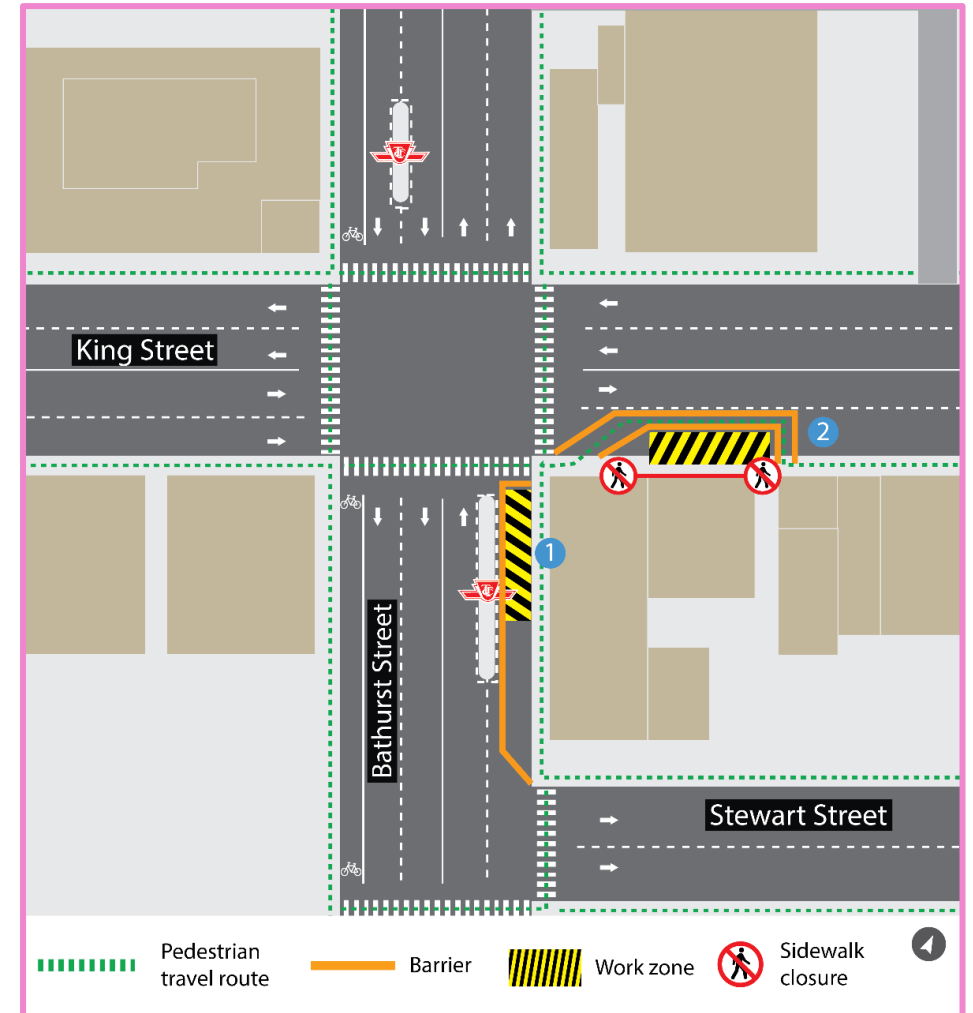 King Street
2
1
Bathurst Street
Stewart Street
Pedestrian
travel route
Barrier
Work zone
Sidewalk
closure